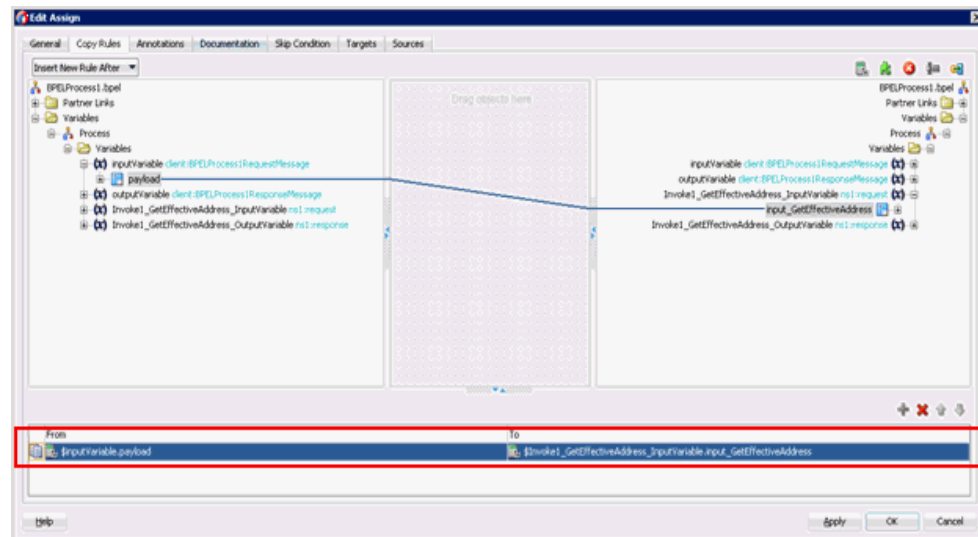 Edit Assign
General Copy Rules Annotations Documentation Skip Condition Targets Sources
Insert New Rule After
BPELProcess1.bpel
Partner Links
Variables
Process
Variables
inputVariable client:BPELProcess1RequestMessage
payload
outputVariable client:BPELProcess1ResponseMessage
Invoke1_GetEffectiveAddress_InputVariable ns1:request
Invoke1_GetEffectiveAddress_OutputVariable ns1:response
Drag objects here
BPELProcess1.bpel
Partner Links
Variables
Process
Variables
inputVariable client:BPELProcess1RequestMessage
outputVariable client:BPELProcess1ResponseMessage
Invoke1_GetEffectiveAddress_InputVariable ns1:request
input_GetEffectiveAddress
Invoke1_GetEffectiveAddress_OutputVariable ns1:response
From To
$inputVariable.payload $Invoke1_GetEffectiveAddress_InputVariable.input_GetEffectiveAddress
Help Apply OK Cancel